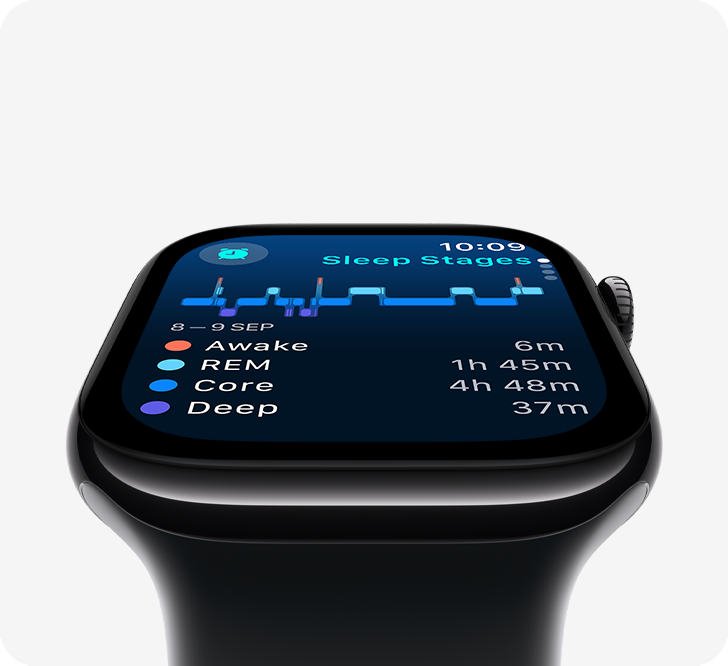 10:09
Sleep Stages
8 — 9 SEP
Awake 6m
REM 1h 45m
Core 4h 48m
Deep 37m